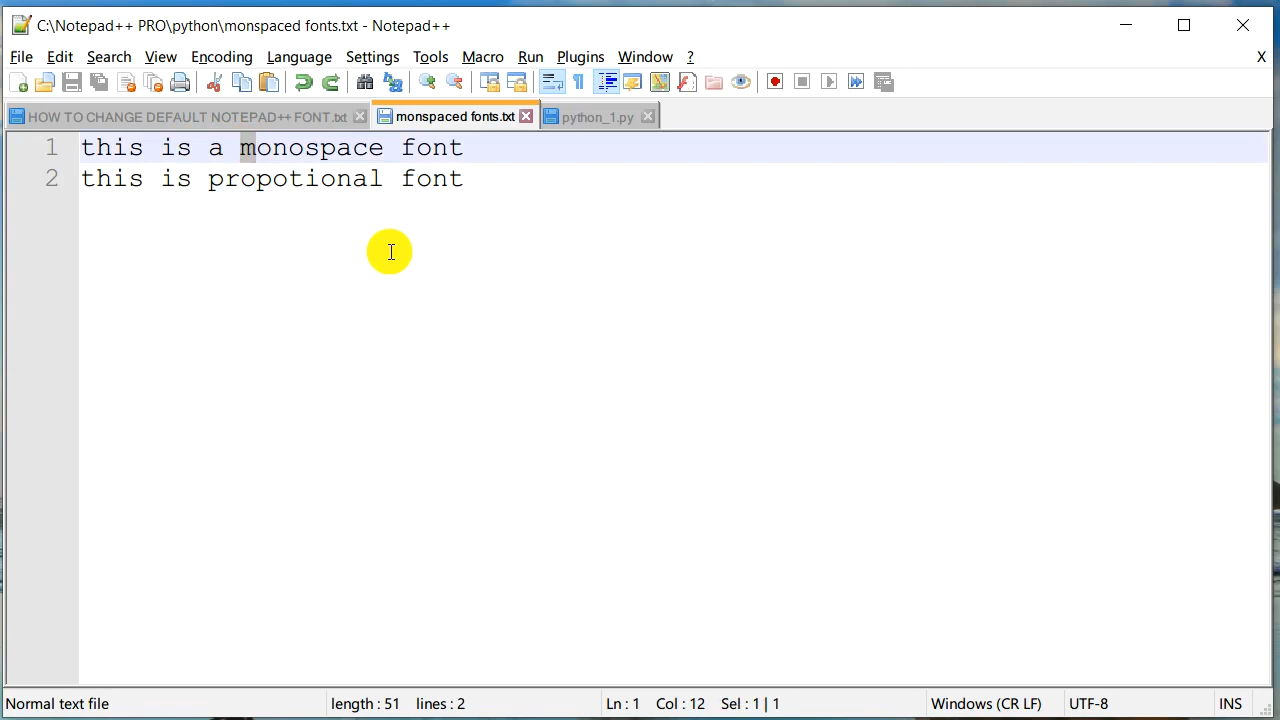 C:\Notepad++ PRO\python\monspaced fonts.txt - Notepad++
File Edit Search View Encoding Language Settings Tools Macro Run Plugins Window ? X
HOW TO CHANGE DEFAULT NOTEPAD++ FONT.txt monspaced fonts.txt python_1.py
1 this is a monospace font
2 this is propotional font
Normal text file length : 51 lines : 2 Ln : 1 Col : 12 Sel : 1 | 1 Windows (CR LF) UTF-8 INS